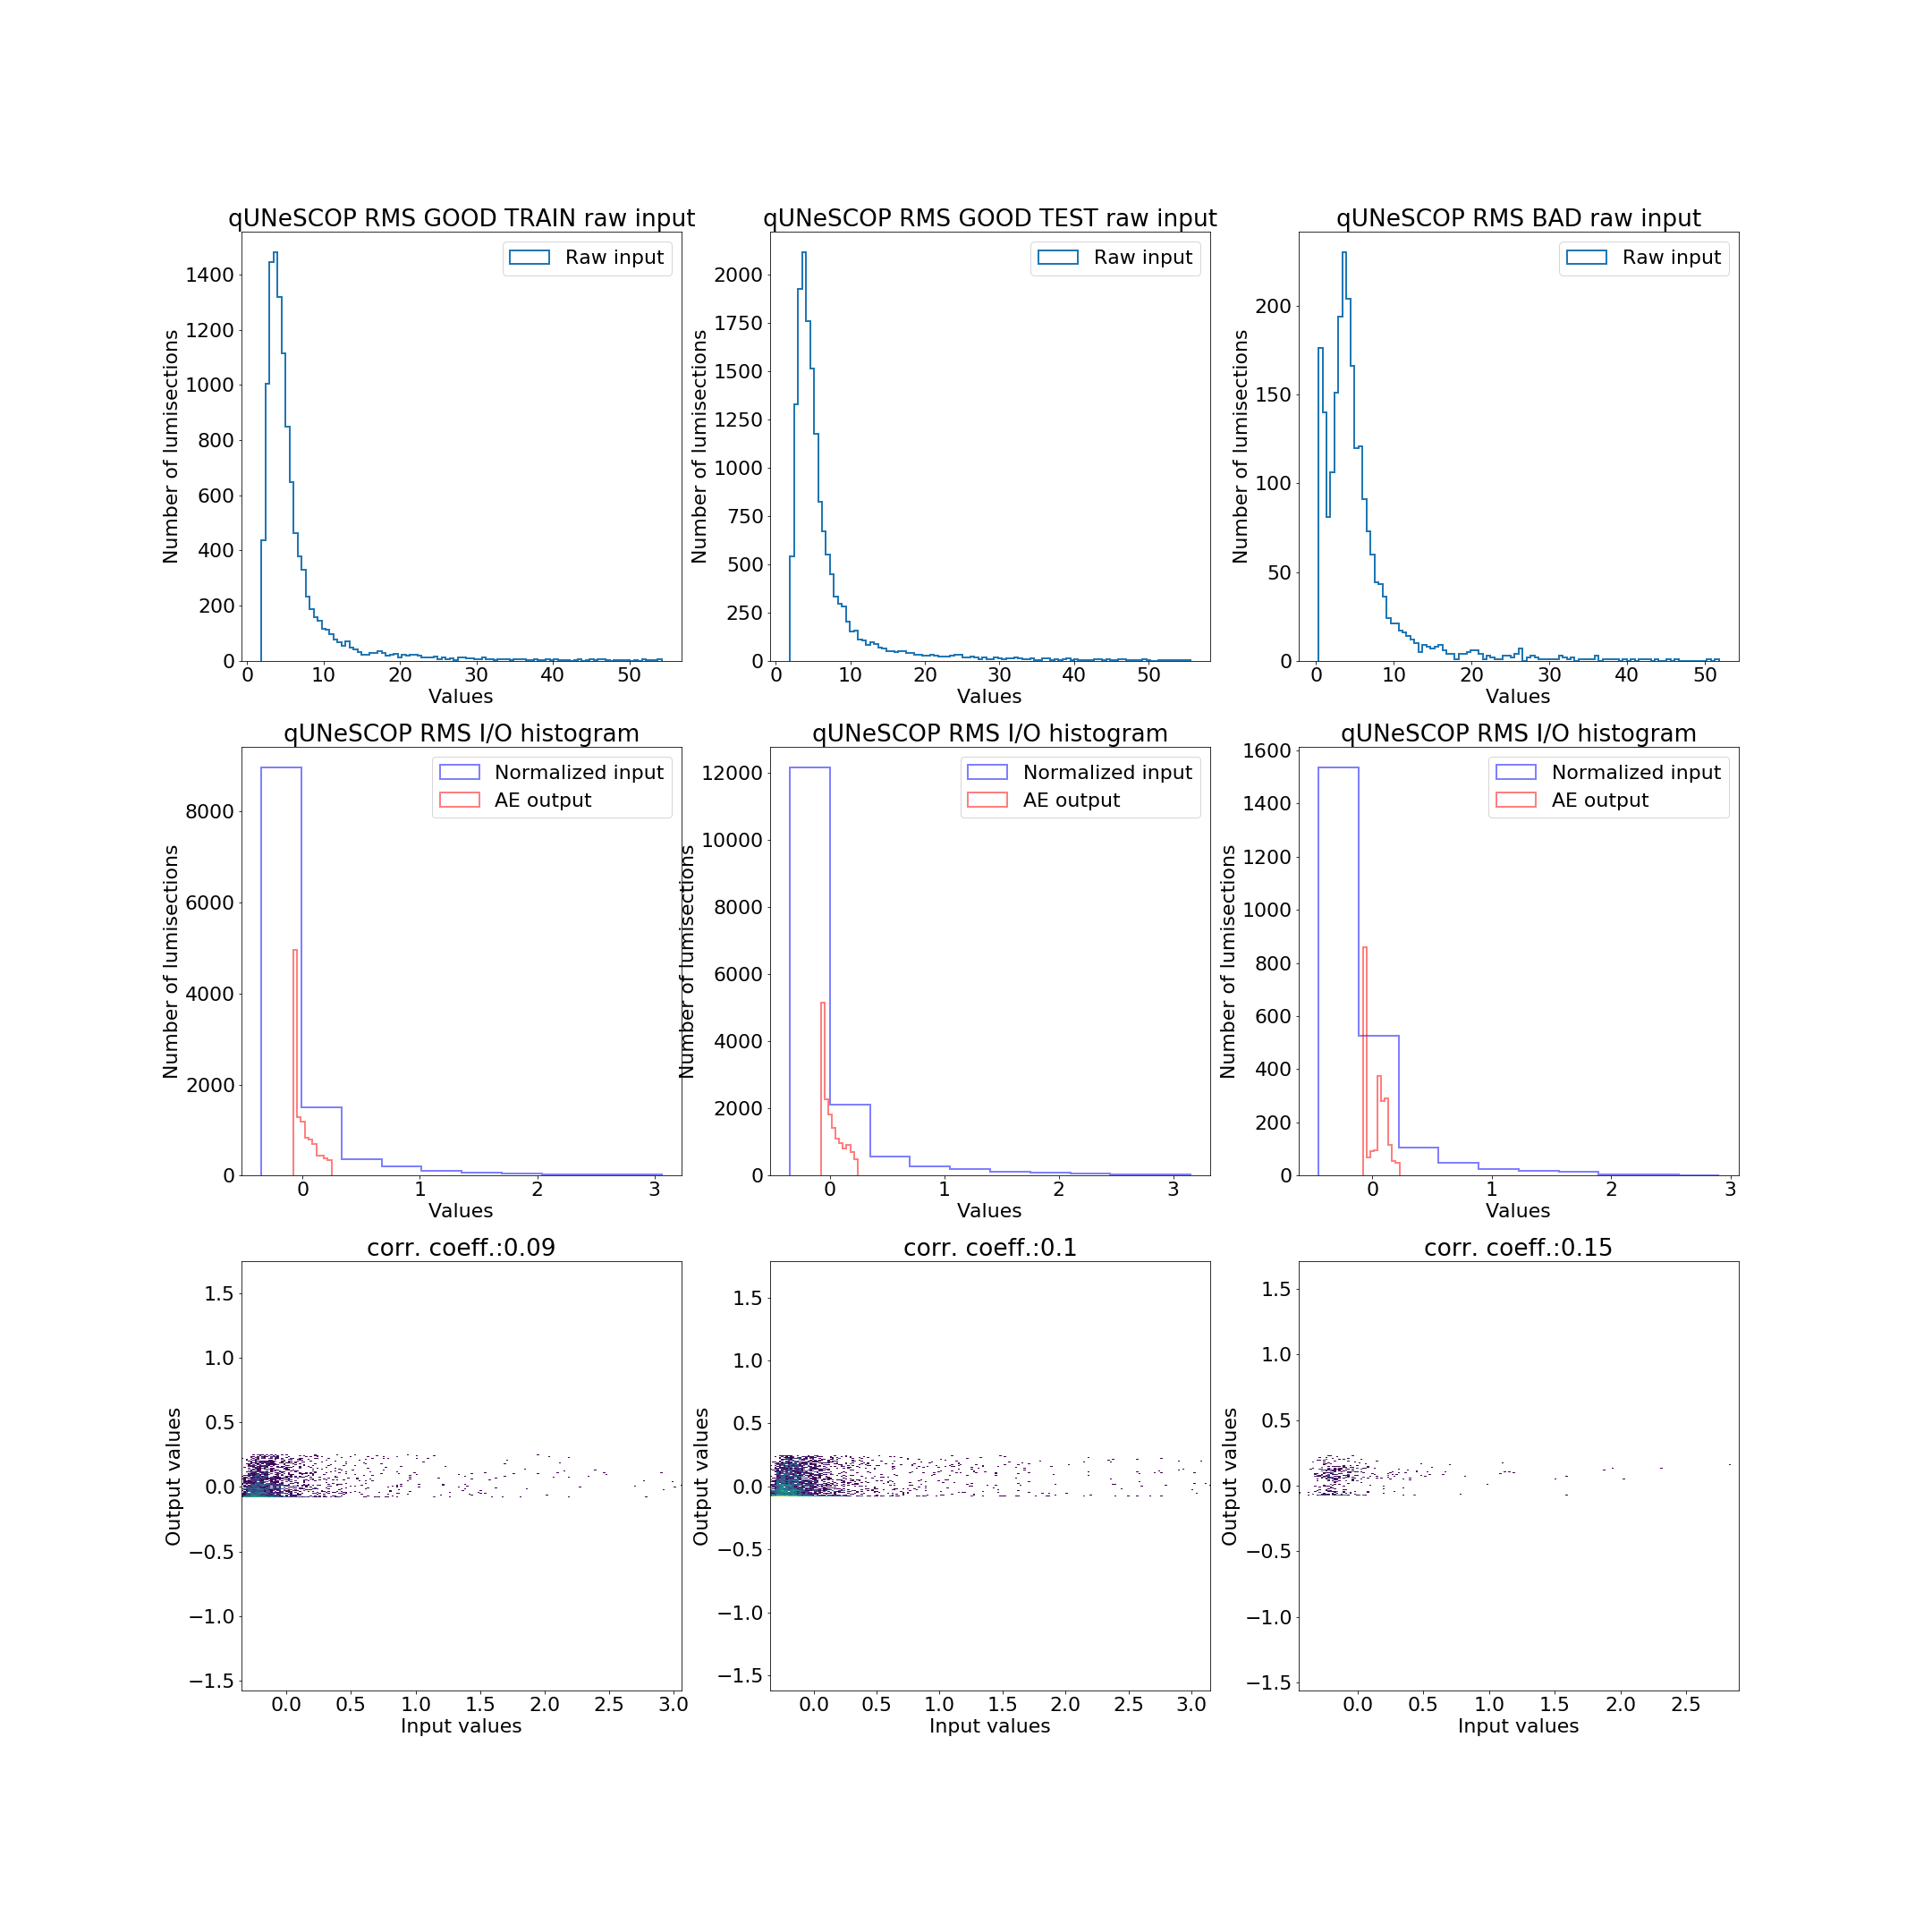 qUNeSCOP RMS GOOD TRAIN raw input
Raw input
1400
1200
1000
800
600
400
200
0
Number of lumisections
0 10 20 30 40 50
Values
qUNeSCOP RMS GOOD TEST raw input
Raw input
2000
1750
1500
1250
1000
750
500
250
0
Number of lumisections
0 10 20 30 40 50
Values
qUNeSCOP RMS BAD raw input
Raw input
200
150
100
50
0
Number of lumisections
0 10 20 30 40 50
Values
qUNeSCOP RMS I/O histogram
Normalized input
AE output
8000
6000
4000
2000
0
Number of lumisections
0 1 2 3
Values
qUNeSCOP RMS I/O histogram
Normalized input
AE output
12000
10000
8000
6000
4000
2000
0
Number of lumisections
0 1 2 3
Values
qUNeSCOP RMS I/O histogram
Normalized input
AE output
1600
1400
1200
1000
800
600
400
200
0
Number of lumisections
0 1 2 3
Values
corr. coeff.:0.09
1.5
1.0
0.5
0.0
−0.5
−1.0
−1.5
Output values
0.0 0.5 1.0 1.5 2.0 2.5 3.0
Input values
corr. coeff.:0.1
1.5
1.0
0.5
0.0
−0.5
−1.0
−1.5
Output values
0.0 0.5 1.0 1.5 2.0 2.5 3.0
Input values
corr. coeff.:0.15
1.5
1.0
0.5
0.0
−0.5
−1.0
−1.5
Output values
0.0 0.5 1.0 1.5 2.0 2.5
Input values